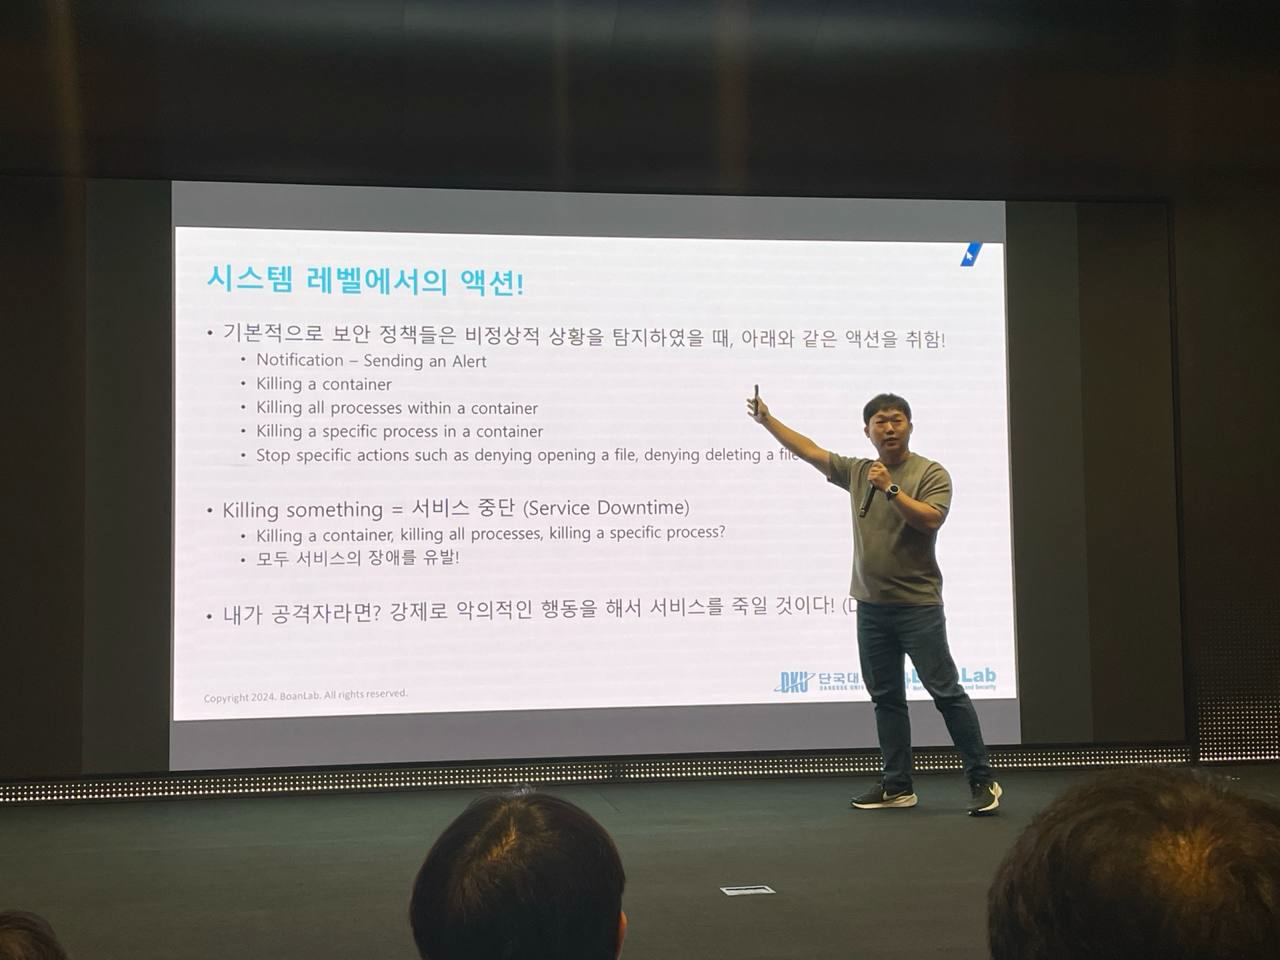 시스템 레벨에서의 액션!
• 기본적으로 보안 정책들은 비정상적 상황을 탐지하였을 때, 아래와 같은 액션을 취함!
• Notification – Sending an Alert
• Killing a container
• Killing all processes within a container
• Killing a specific process in a container
• Stop specific actions such as denying opening a file, denying deleting a file
• Killing something = 서비스 중단 (Service Downtime)
• Killing a container, killing all processes, killing a specific process?
• 모두 서비스의 장애를 유발!
• 내가 공격자라면? 강제로 악의적인 행동을 해서 서비스를 죽일 것이다!
Copyright 2024. BoanLab. All rights reserved.
DKU 단국대
Lab
and Security